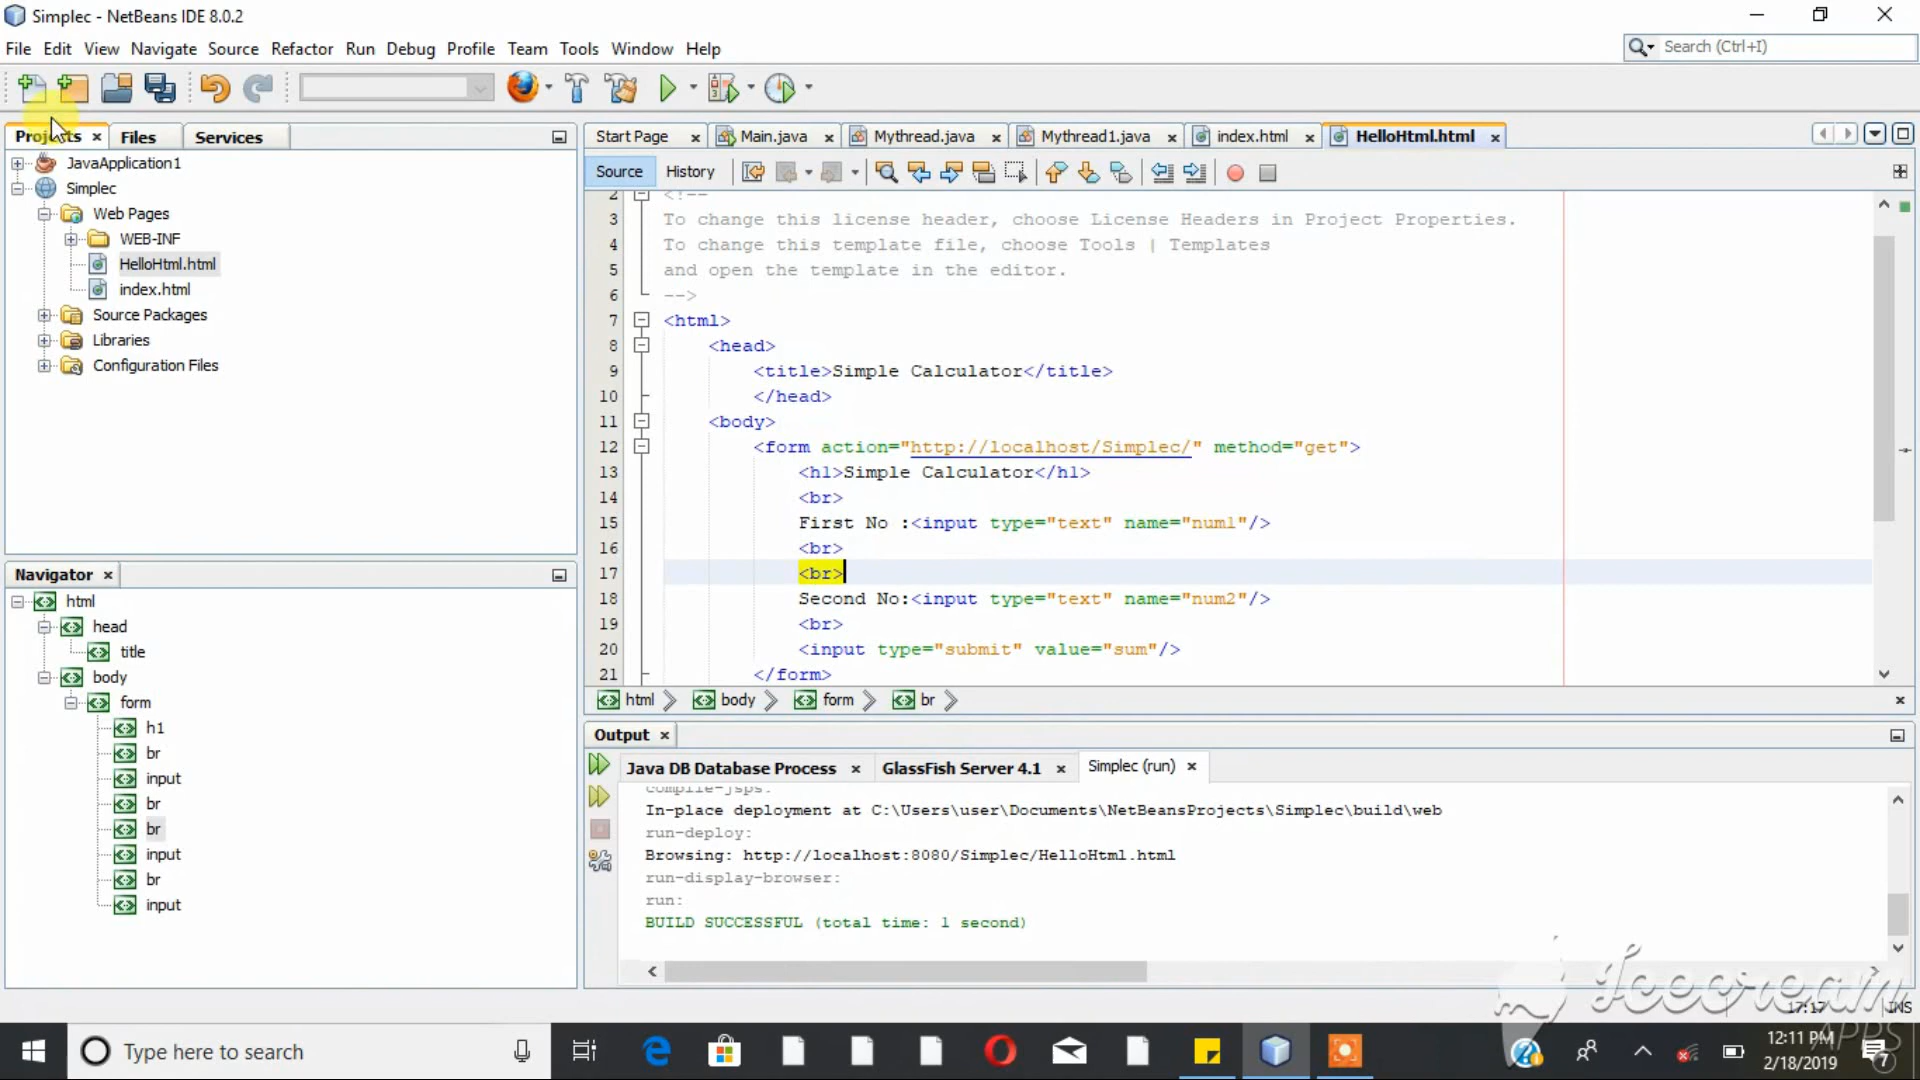 Simplec - NetBeans IDE 8.0.2
File Edit View Navigate Source Refactor Run Debug Profile Team Tools Window Help
Search (Ctrl+I)
Projects Files Services
JavaApplication1
Simplec
Web Pages
WEB-INF
HelloHtml.html
index.html
Source Packages
Libraries
Configuration Files
Navigator
html
head
title
body
form
h1
br
input
br
br
input
br
input
Start Page Main.java Mythread.java Mythread1.java index.html HelloHtml.html
Source History
2 <!--
3 To change this license header, choose License Headers in Project Properties.
4 To change this template file, choose Tools | Templates
5 and open the template in the editor.
6 -->
7 <html>
8 <head>
9 <title>Simple Calculator</title>
10 </head>
11 <body>
12 <form action="http://localhost/Simplec/" method="get">
13 <h1>Simple Calculator</h1>
14 <br>
15 First No :<input type="text" name="num1"/>
16 <br>
17 <br>
18 Second No:<input type="text" name="num2"/>
19 <br>
20 <input type="submit" value="sum"/>
21 </form>
html body form br
Output
Java DB Database Process GlassFish Server 4.1 Simplec (run)
compile-jsps:
In-place deployment at C:\Users\user\Documents\NetBeansProjects\Simplec\build\web
run-deploy:
Browsing: http://localhost:8080/Simplec/HelloHtml.html
run-display-browser:
run:
BUILD SUCCESSFUL (total time: 1 second)
Icecream
APPS
17:17 INS
Type here to search
12:11 PM
2/18/2019
7